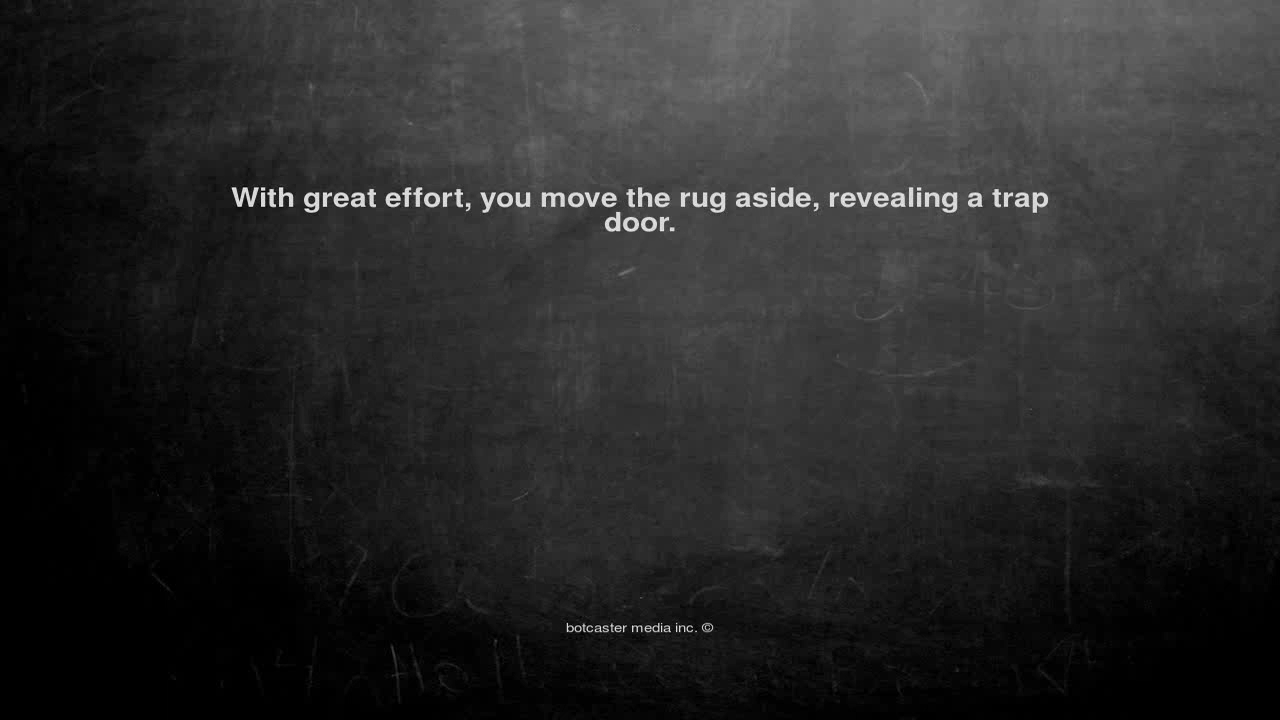 With great effort, you move the rug aside, revealing a trap
door.
botcaster media inc. ©